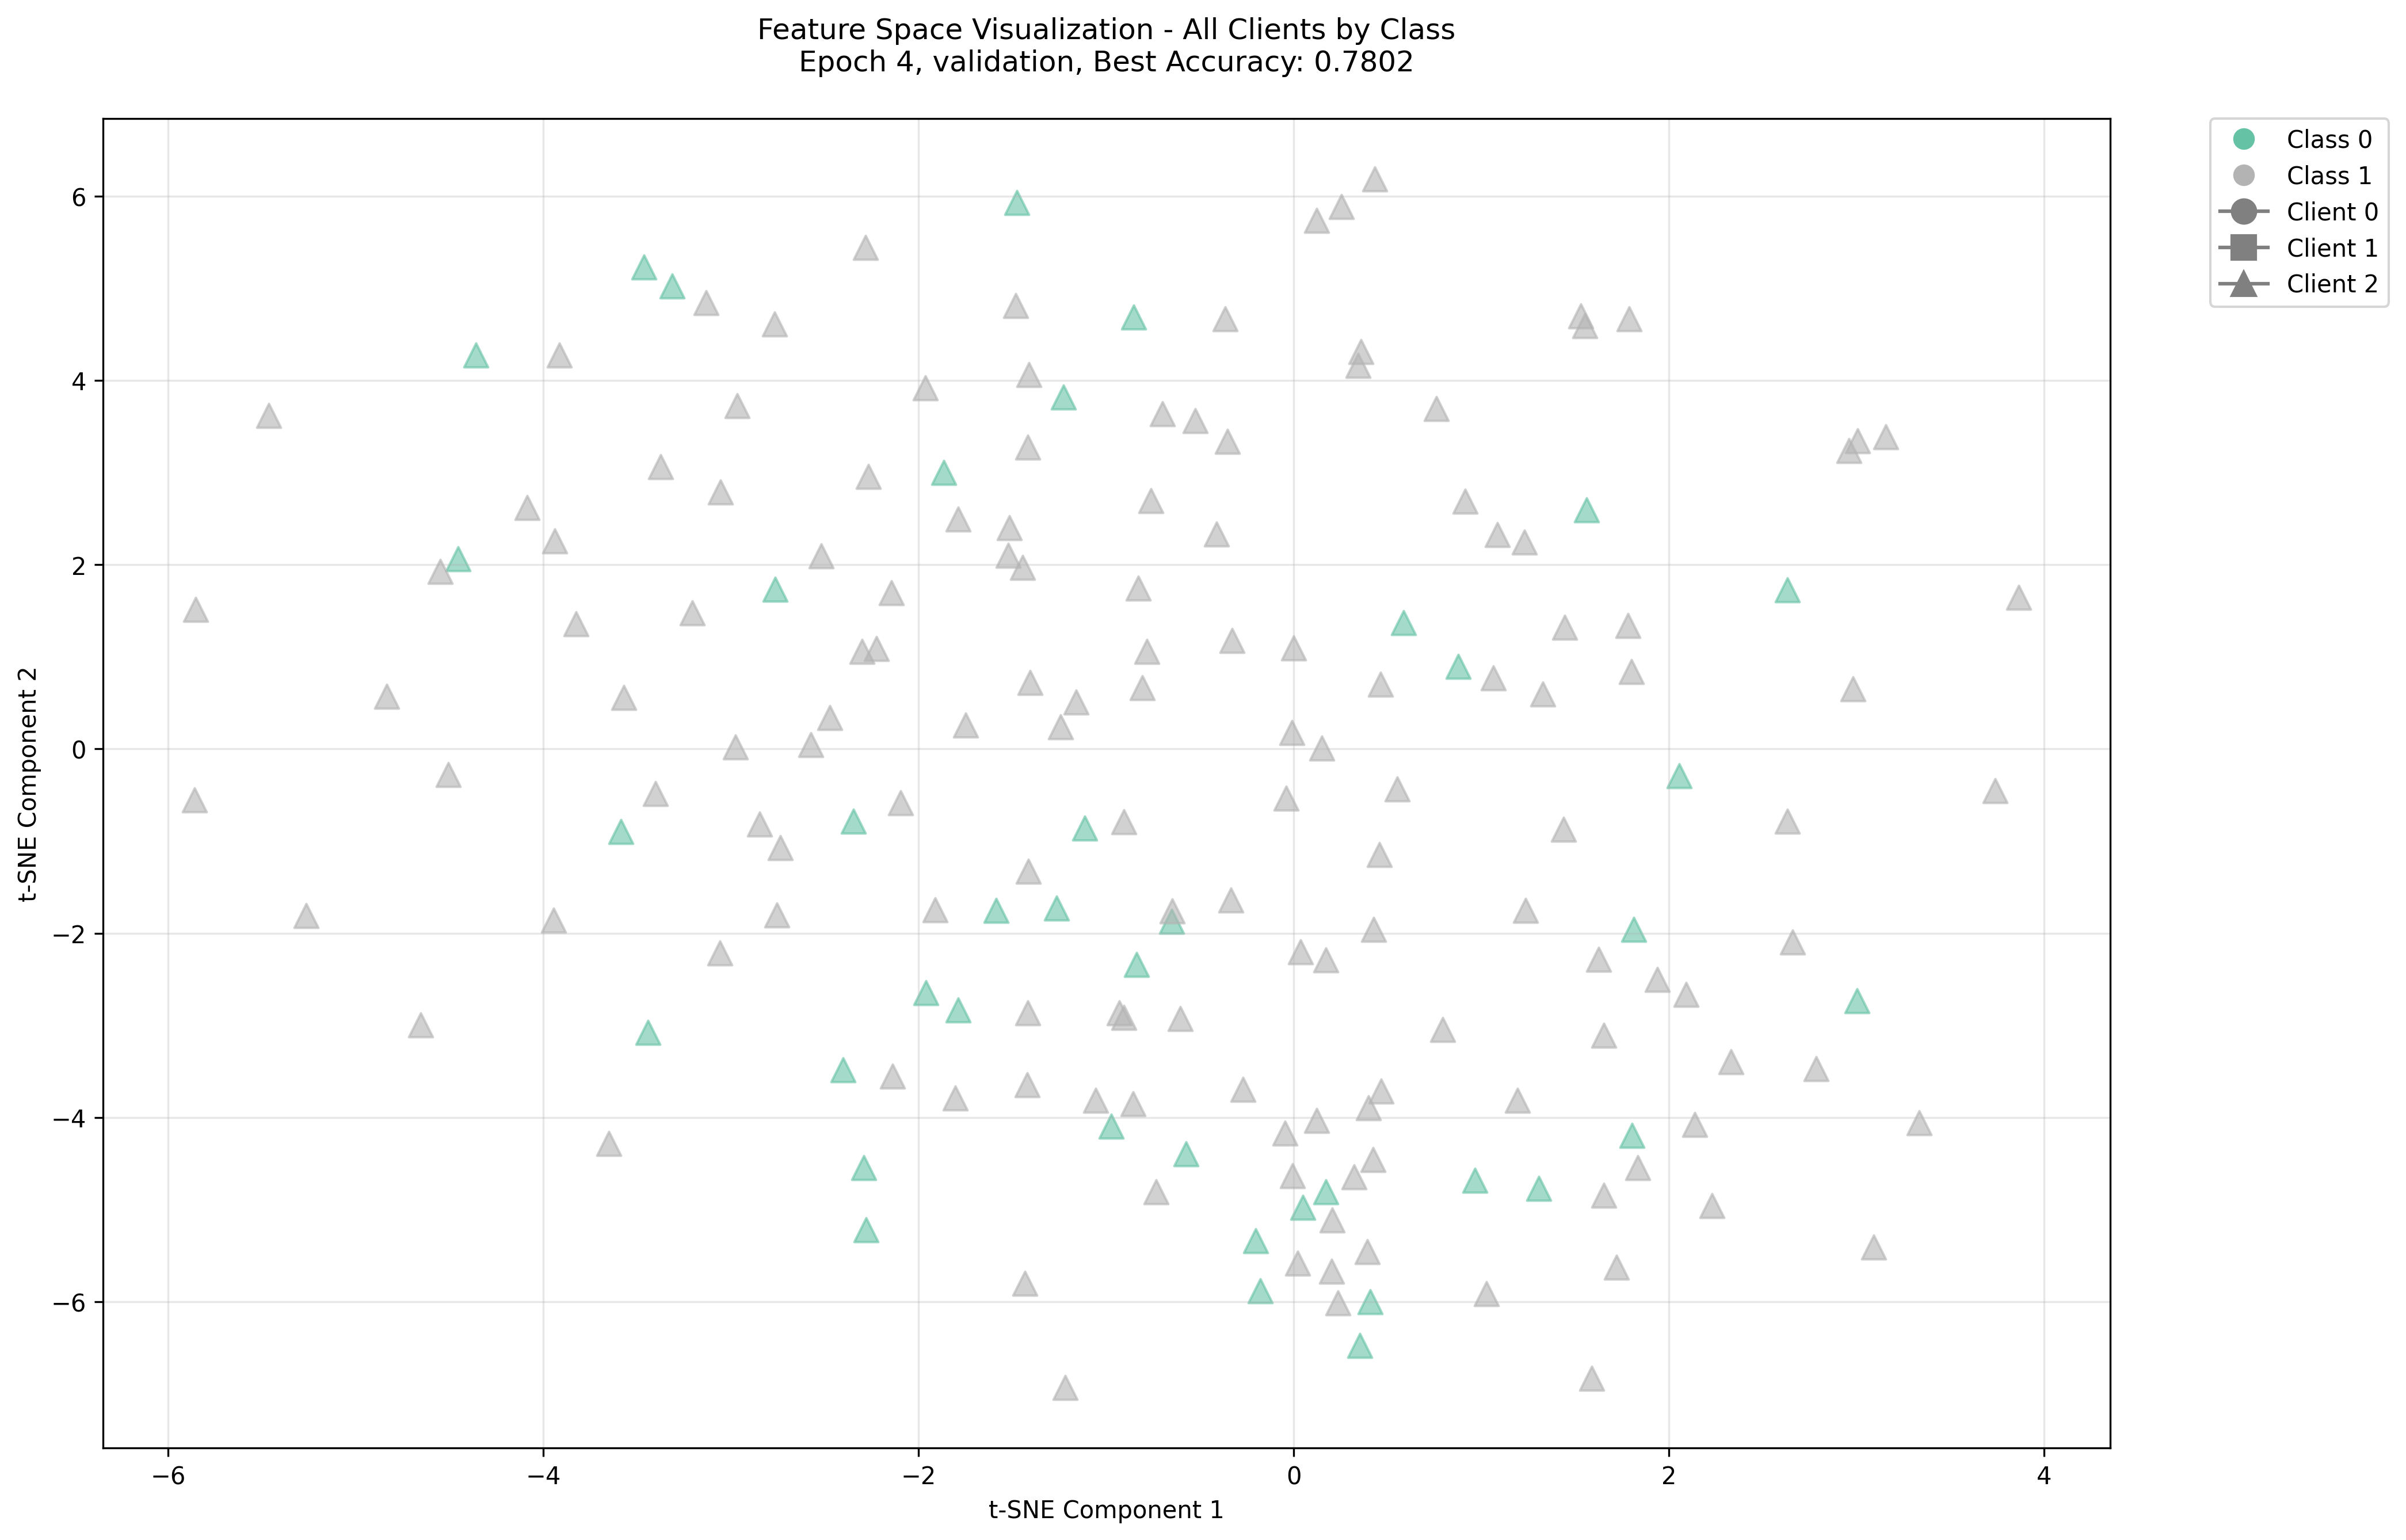 Feature Space Visualization - All Clients by Class
Epoch 4, validation, Best Accuracy: 0.7802
Class 0
Class 1
Client 0
Client 1
Client 2
t-SNE Component 2
6
4
2
0
−2
−4
−6
−6
−4
−2
0
2
4
t-SNE Component 1